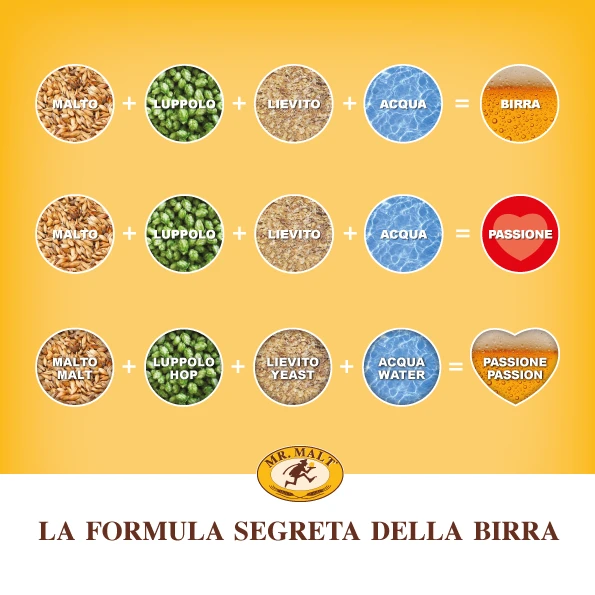 MALTO + LUPPOLO + LIEVITO + ACQUA = BIRRA
MALTO + LUPPOLO + LIEVITO + ACQUA = PASSIONE
MALTO + LUPPOLO + LIEVITO + ACQUA = PASSIONE
MALT HOP YEAST WATER PASSION
MR. MALT
LA FORMULA SEGRETA DELLA BIRRA